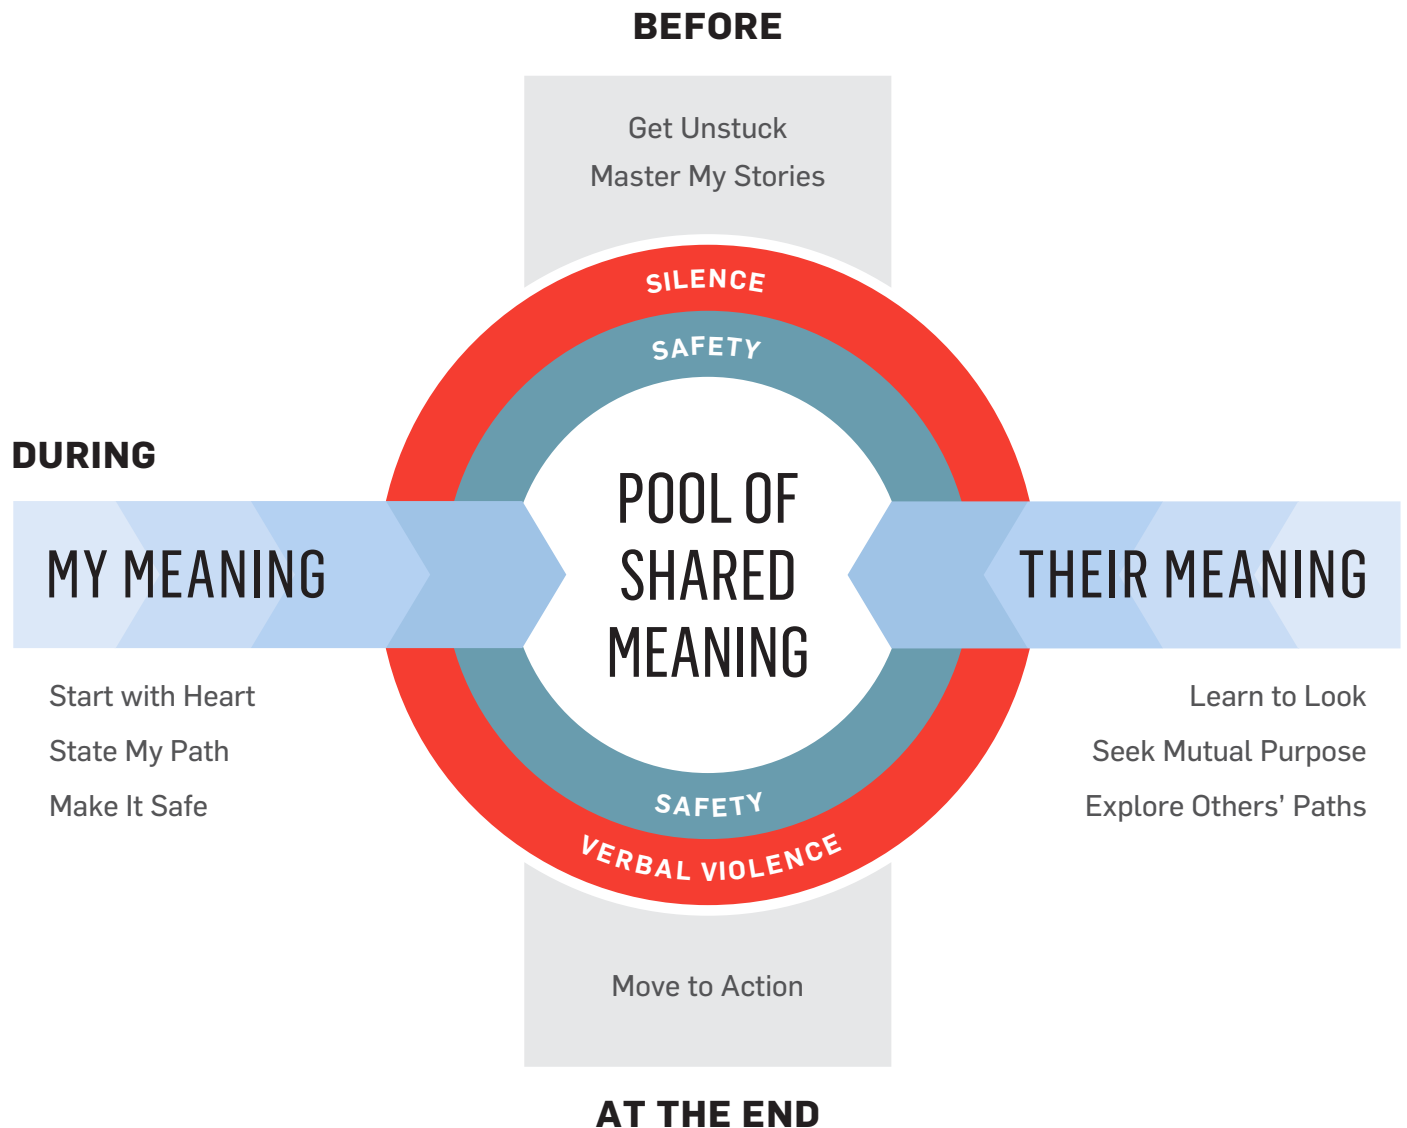 BEFORE
Get Unstuck
Master My Stories
SILENCE
SAFETY
DURING
MY MEANING
POOL OF
SHARED
MEANING
THEIR MEANING
Start with Heart
State My Path
Make It Safe
Learn to Look
Seek Mutual Purpose
Explore Others’ Paths
SAFETY
VERBAL VIOLENCE
Move to Action
AT THE END